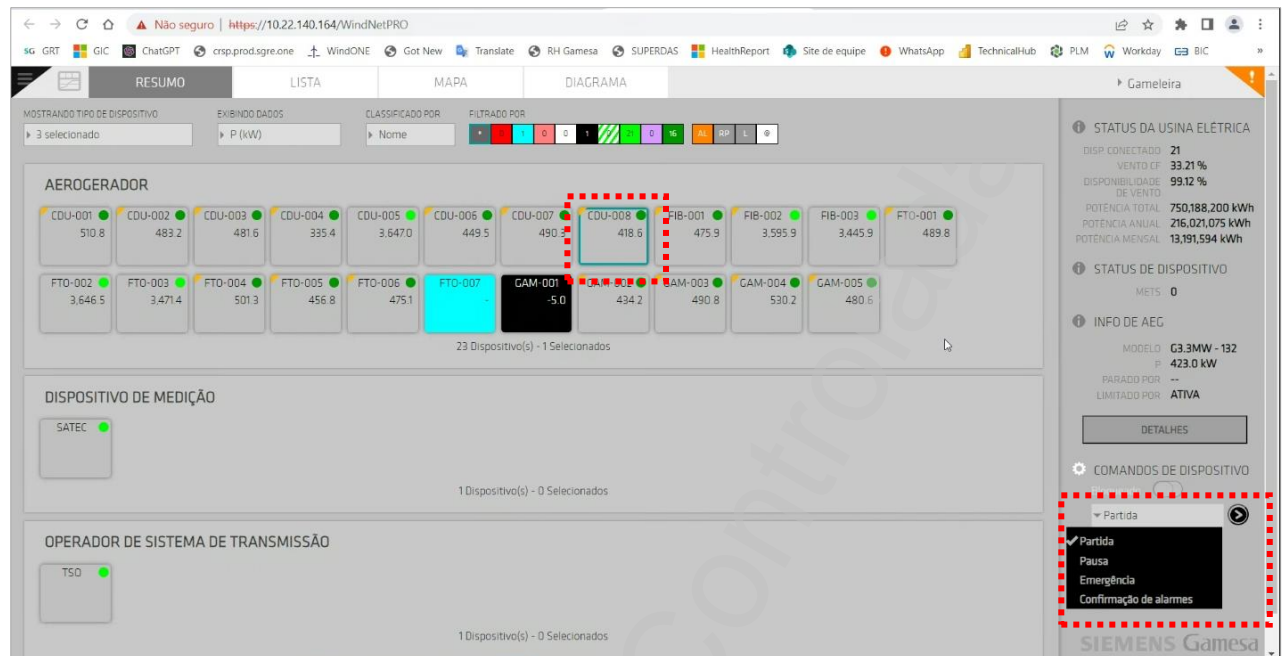 Não seguro | https://10.22.140.164/WindNetPRO
SG GRT GIC ChatGPT crsp.prod.sgre.one WindONE Got New Translate RH Gamesa SUPERDAS HealthReport Site de equipe WhatsApp TechnicalHub PLM Workday BIC »
RESUMO LISTA MAPA DIAGRAMA Gameleira !
MOSTRANDO TIPO DE DISPOSITIVO EXIBINDO DADOS CLASSIFICADO POR FILTRADO POR
3 selecionado P (kW) Nome * 0 1 0 0 1 21 0 16 AL RP L @
STATUS DA USINA ELÉTRICA
DISP. CONECTADO 21
VENTO EF 33.21 %
DISPONIBILIDADE DE VENTO 99.12 %
POTÊNCIA TOTAL 750,188,200 kWh
POTÊNCIA ANUAL 216,021,075 kWh
POTÊNCIA MENSAL 13,191,594 kWh
STATUS DE DISPOSITIVO
METS 0
INFO DE AEG
MODELO G3.3MW - 132
P 423.0 kW
PARADO POR --
LIMITADO POR ATIVA
DETALHES
COMANDOS DE DISPOSITIVO
Partida
Partida
Pausa
Emergência
Confirmação de alarmes
SIEMENS Gamesa
AEROGERADOR
CDU-001 CDU-002 CDU-003 CDU-004 CDU-005 CDU-006 CDU-007 CDU-008 FIB-001 FIB-002 FIB-003 FTO-001
510.8 483.2 481.6 335.4 3,647.0 449.5 490.3 418.6 475.9 3,595.9 3,445.9 489.8
FTO-002 FTO-003 FTO-004 FTO-005 FTO-006 FTO-007 GAM-001 GAM-002 GAM-003 GAM-004 GAM-005
3,646.5 3,471.4 501.3 456.8 475.1 - -5.0 434.2 490.8 530.2 480.6
23 Dispositivo(s) - 1 Selecionados
DISPOSITIVO DE MEDIÇÃO
SATEC
1 Dispositivo(s) - 0 Selecionados
OPERADOR DE SISTEMA DE TRANSMISSÃO
TSO
1 Dispositivo(s) - 0 Selecionados
Controlada